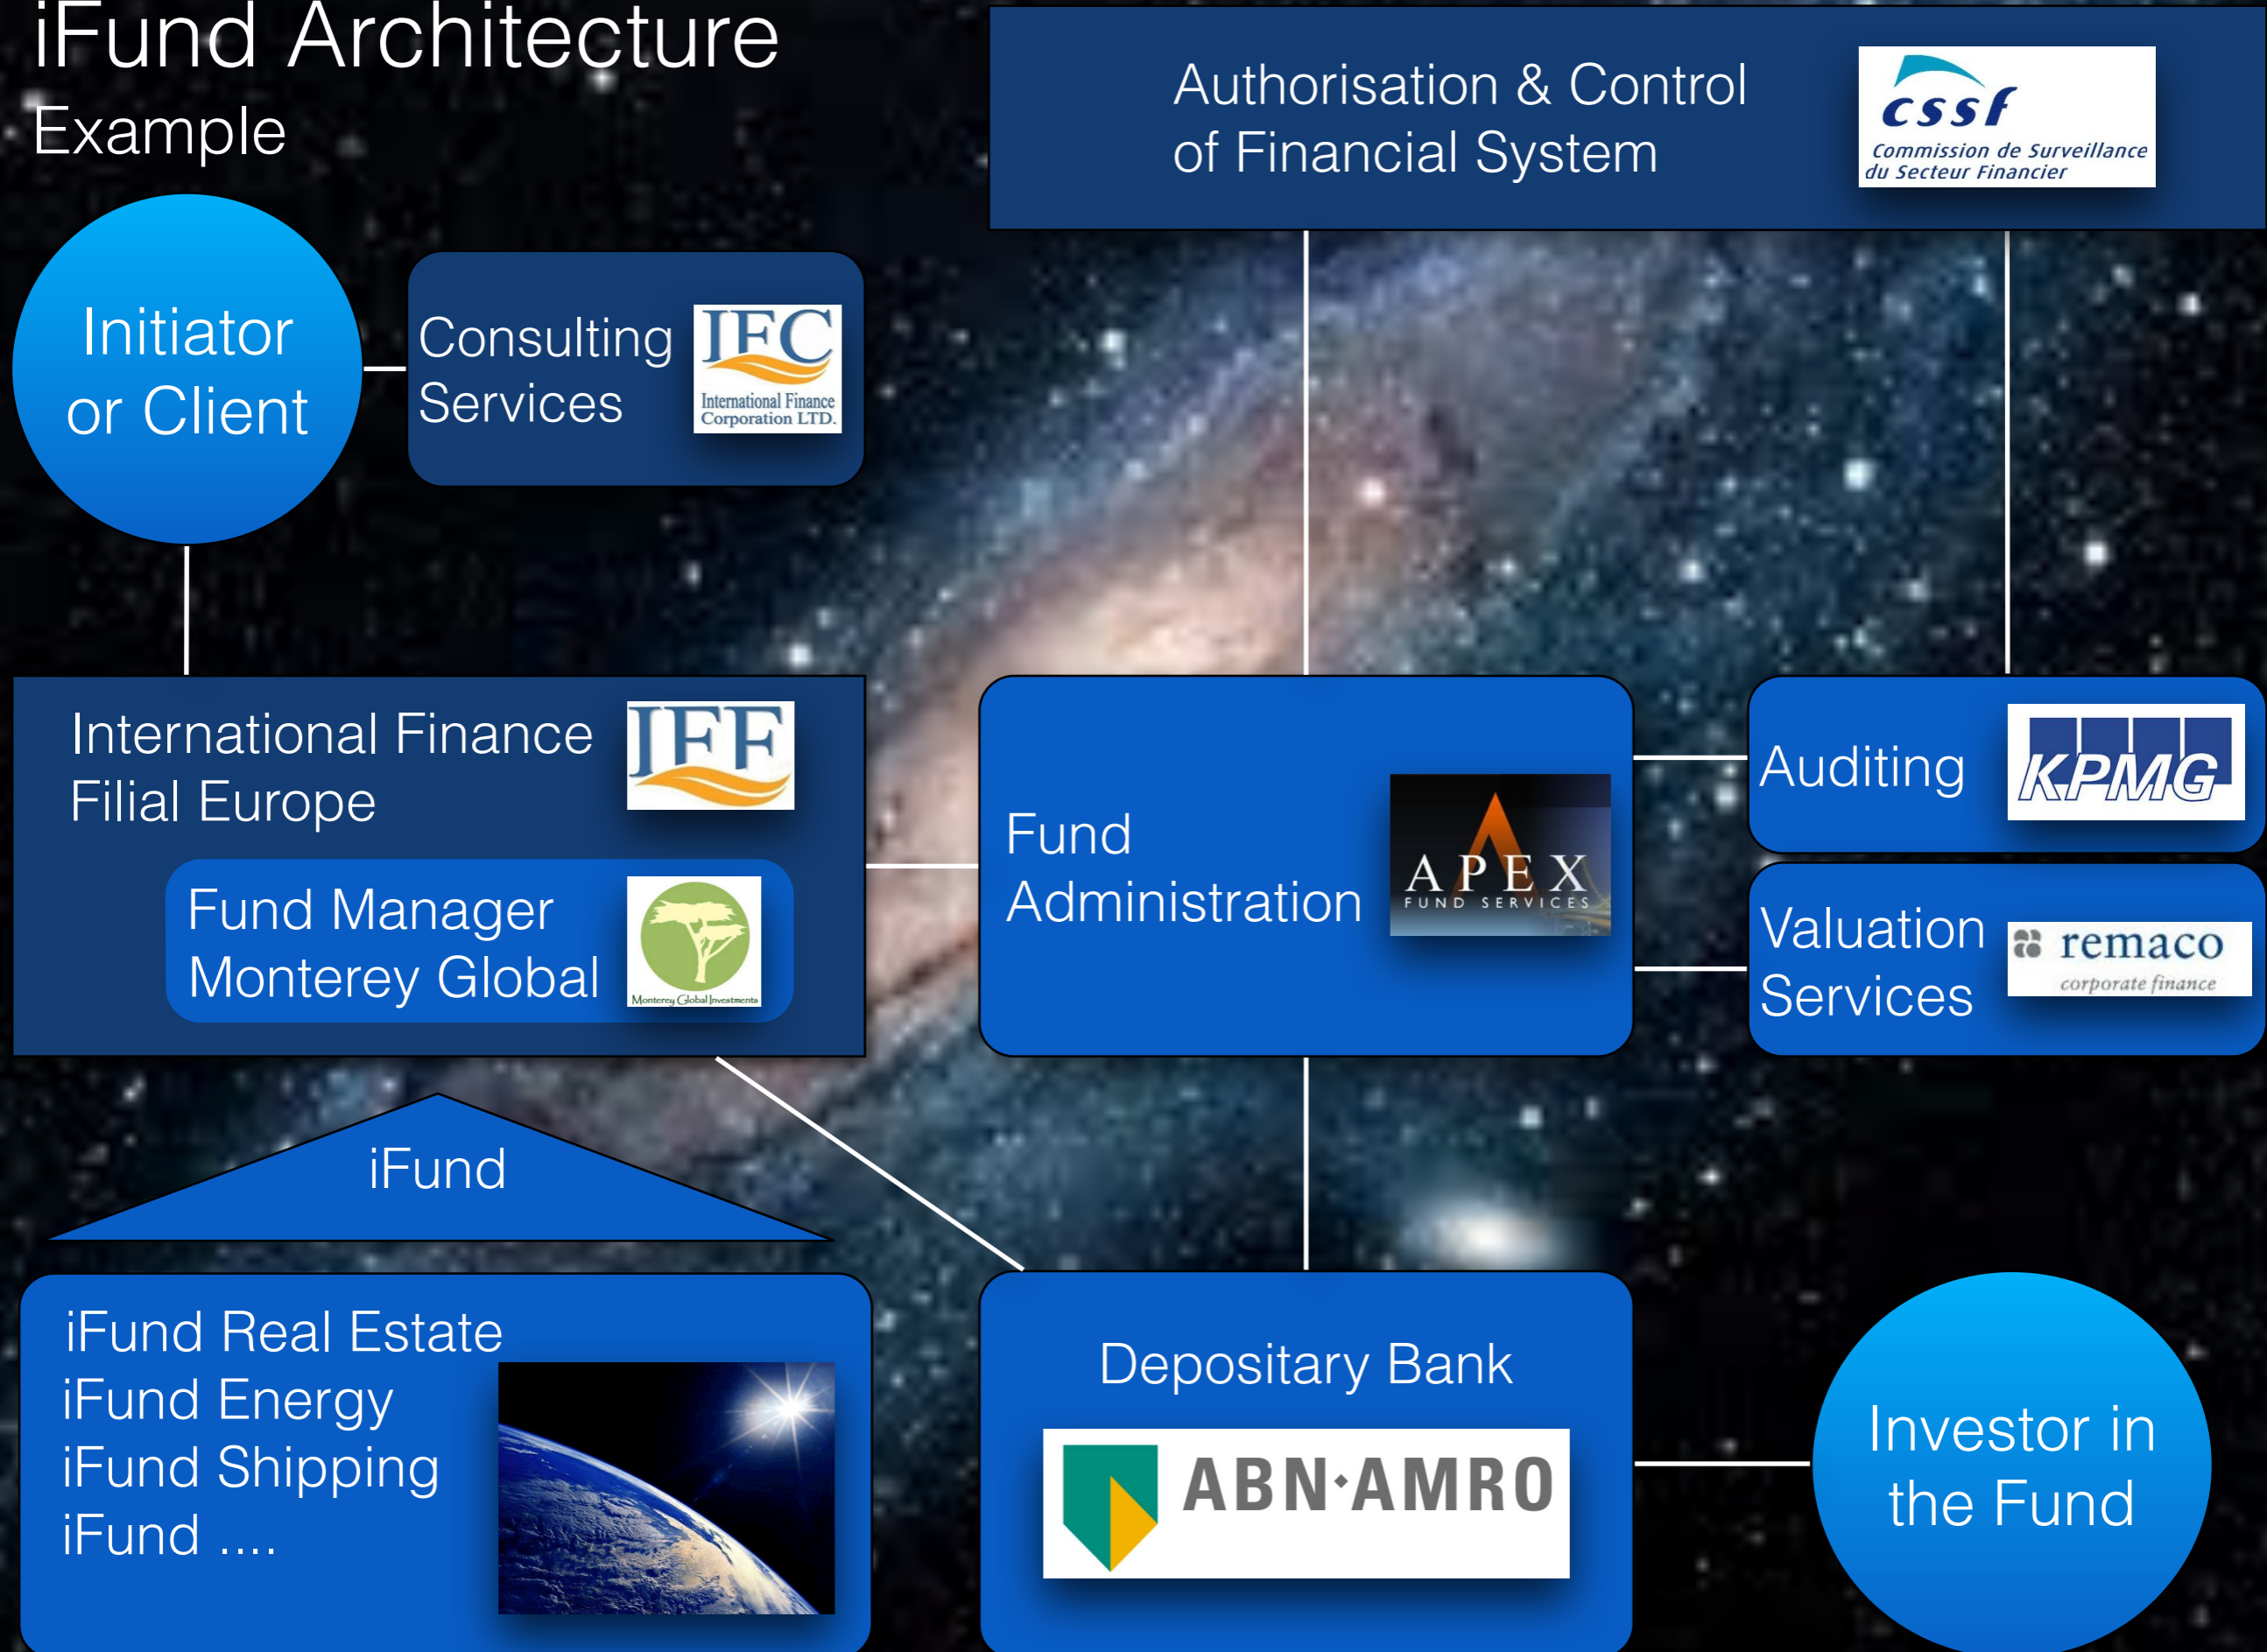 iFund Architecture
Example
Authorisation & Control
of Financial System
cssf
Commission de Surveillance
du Secteur Financier
Initiator
or Client
Consulting
Services
IFC
International Finance
Corporation LTD.
International Finance
Filial Europe
IFF
Fund Manager
Monterey Global
Monterey Global Investments
Fund
Administration
APEX
FUND SERVICES
Auditing
KPMG
Valuation
Services
remaco
corporate finance
iFund
iFund Real Estate
iFund Energy
iFund Shipping
iFund ....
Depositary Bank
ABN·AMRO
Investor in
the Fund